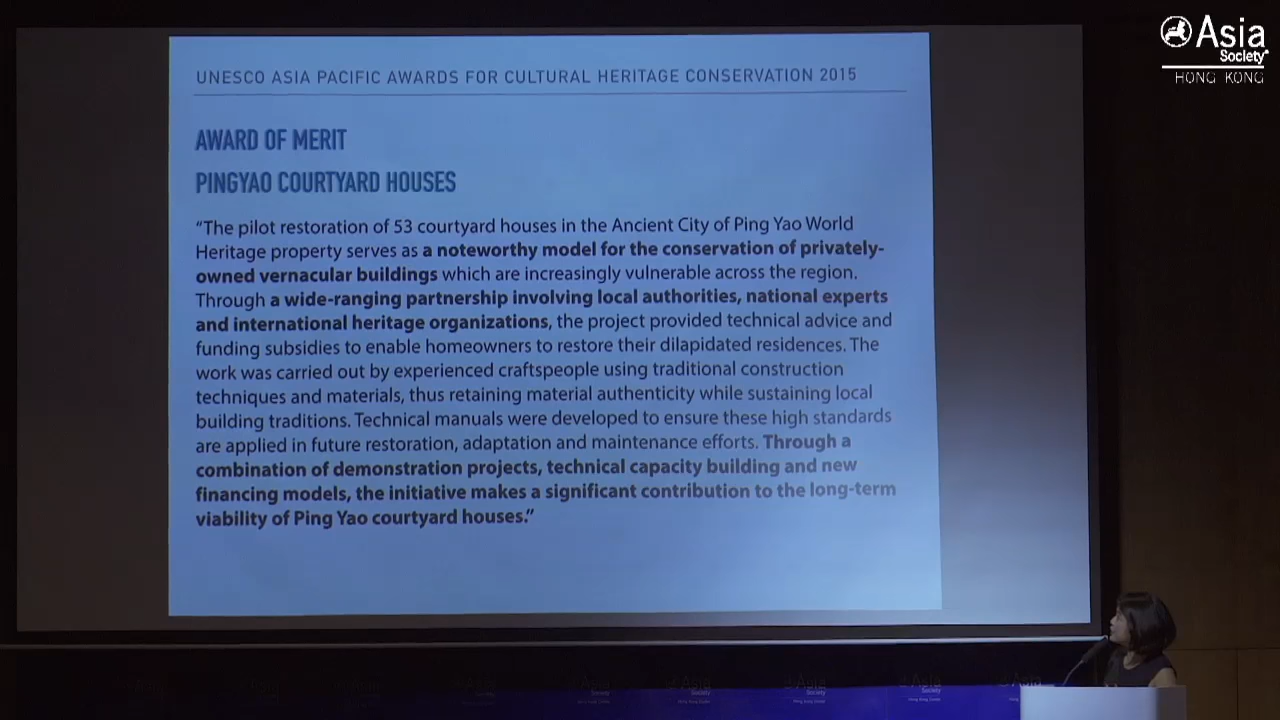 Asia
Society
HONG KONG
UNESCO ASIA PACIFIC AWARDS FOR CULTURAL HERITAGE CONSERVATION 2015
AWARD OF MERIT
PINGYAO COURTYARD HOUSES
“The pilot restoration of 53 courtyard houses in the Ancient City of Ping Yao World
Heritage property serves as a noteworthy model for the conservation of privately-
owned vernacular buildings which are increasingly vulnerable across the region.
Through a wide-ranging partnership involving local authorities, national experts
and international heritage organizations, the project provided technical advice and
funding subsidies to enable homeowners to restore their dilapidated residences. The
work was carried out by experienced craftspeople using traditional construction
techniques and materials, thus retaining material authenticity while sustaining local
building traditions. Technical manuals were developed to ensure these high standards
are applied in future restoration, adaptation and maintenance efforts. Through a
combination of demonstration projects, technical capacity building and new
financing models, the initiative makes a significant contribution to the long-term
viability of Ping Yao courtyard houses.”